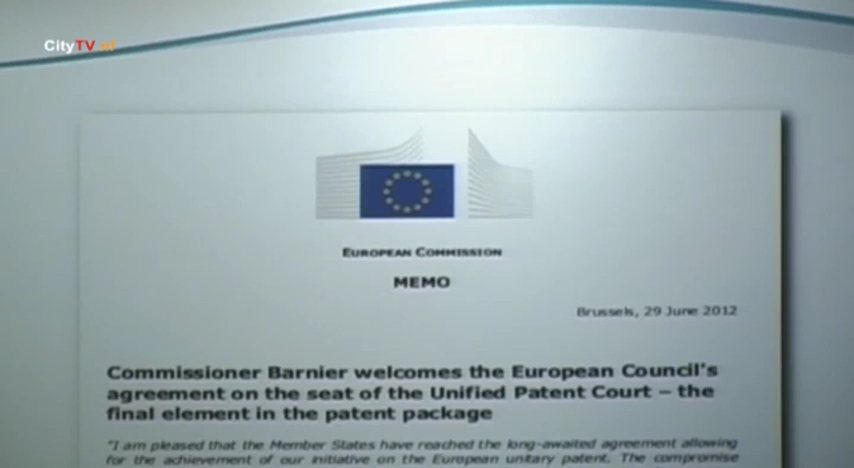 CityTV.nl
EUROPEAN COMMISSION
MEMO
Brussels, 29 June 2012
Commissioner Barnier welcomes the European Council's
agreement on the seat of the Unified Patent Court – the
final element in the patent package
"I am pleased that the Member States have reached the long-awaited agreement allowing
for the achievement of our initiative on the European unitary patent. The compromise